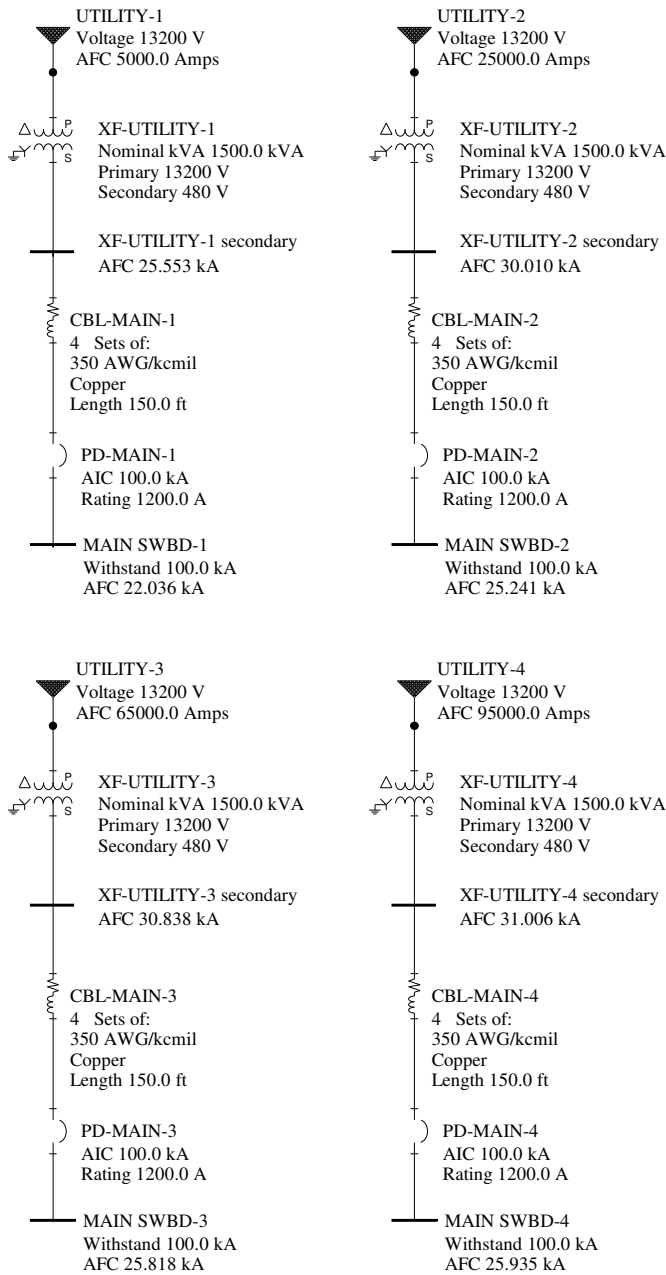 UTILITY-1
Voltage 13200 V
AFC 5000.0 Amps
P
S
XF-UTILITY-1
Nominal kVA 1500.0 kVA
Primary 13200 V
Secondary 480 V
XF-UTILITY-1 secondary
AFC 25.553 kA
CBL-MAIN-1
4 Sets of:
350 AWG/kcmil
Copper
Length 150.0 ft
PD-MAIN-1
AIC 100.0 kA
Rating 1200.0 A
MAIN SWBD-1
Withstand 100.0 kA
AFC 22.036 kA
UTILITY-2
Voltage 13200 V
AFC 25000.0 Amps
P
S
XF-UTILITY-2
Nominal kVA 1500.0 kVA
Primary 13200 V
Secondary 480 V
XF-UTILITY-2 secondary
AFC 30.010 kA
CBL-MAIN-2
4 Sets of:
350 AWG/kcmil
Copper
Length 150.0 ft
PD-MAIN-2
AIC 100.0 kA
Rating 1200.0 A
MAIN SWBD-2
Withstand 100.0 kA
AFC 25.241 kA
UTILITY-3
Voltage 13200 V
AFC 65000.0 Amps
P
S
XF-UTILITY-3
Nominal kVA 1500.0 kVA
Primary 13200 V
Secondary 480 V
XF-UTILITY-3 secondary
AFC 30.838 kA
CBL-MAIN-3
4 Sets of:
350 AWG/kcmil
Copper
Length 150.0 ft
PD-MAIN-3
AIC 100.0 kA
Rating 1200.0 A
MAIN SWBD-3
Withstand 100.0 kA
AFC 25.818 kA
UTILITY-4
Voltage 13200 V
AFC 95000.0 Amps
P
S
XF-UTILITY-4
Nominal kVA 1500.0 kVA
Primary 13200 V
Secondary 480 V
XF-UTILITY-4 secondary
AFC 31.006 kA
CBL-MAIN-4
4 Sets of:
350 AWG/kcmil
Copper
Length 150.0 ft
PD-MAIN-4
AIC 100.0 kA
Rating 1200.0 A
MAIN SWBD-4
Withstand 100.0 kA
AFC 25.935 kA